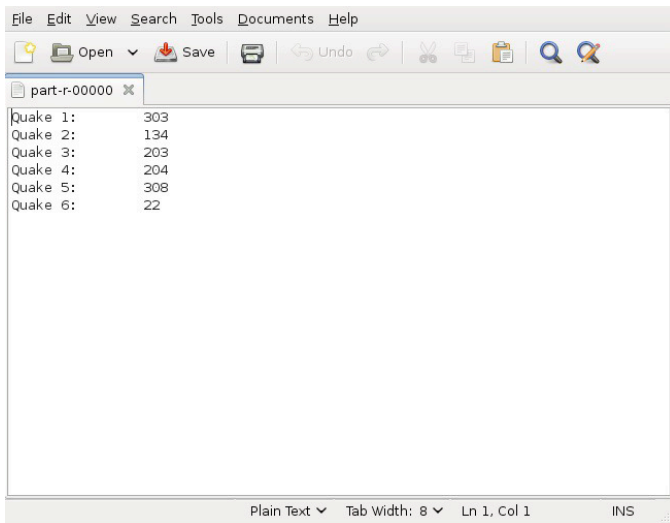 File Edit View Search Tools Documents Help
Open Save Undo
part-r-00000
Quake 1: 303
Quake 2: 134
Quake 3: 203
Quake 4: 204
Quake 5: 308
Quake 6: 22
Plain Text Tab Width: 8 Ln 1, Col 1 INS